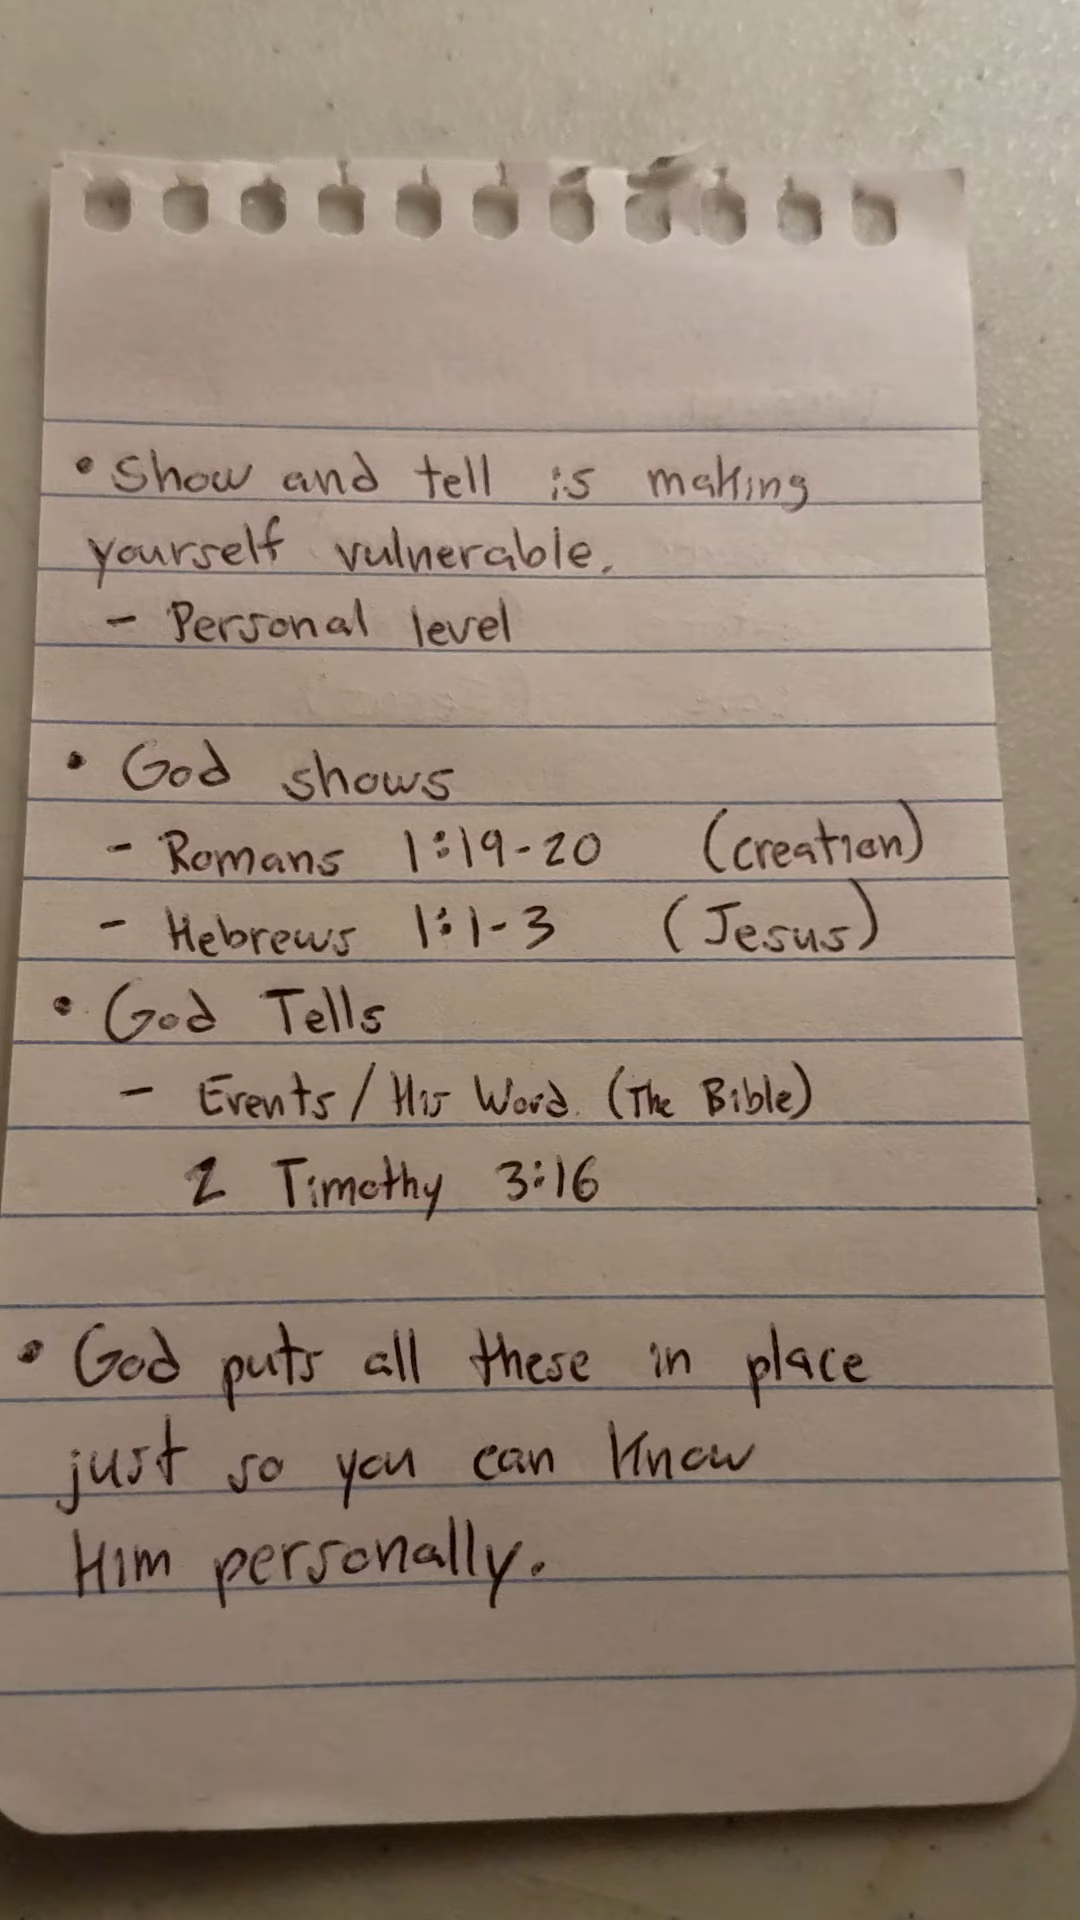 • Show and tell is making
yourself vulnerable.
- Personal level
• God shows
- Romans 1:19-20 (creation)
- Hebrews 1:1-3 (Jesus)
• God Tells
- Events / His Word. (The Bible)
2 Timothy 3:16
• God puts all these in place
just so you can know
Him personally.